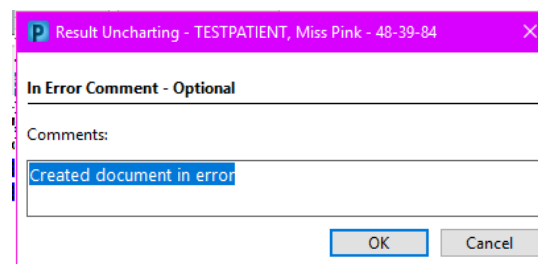 P Result Uncharting - TESTPATIENT, Miss Pink - 48-39-84
In Error Comment - Optional
Comments:
Created document in error
OK Cancel